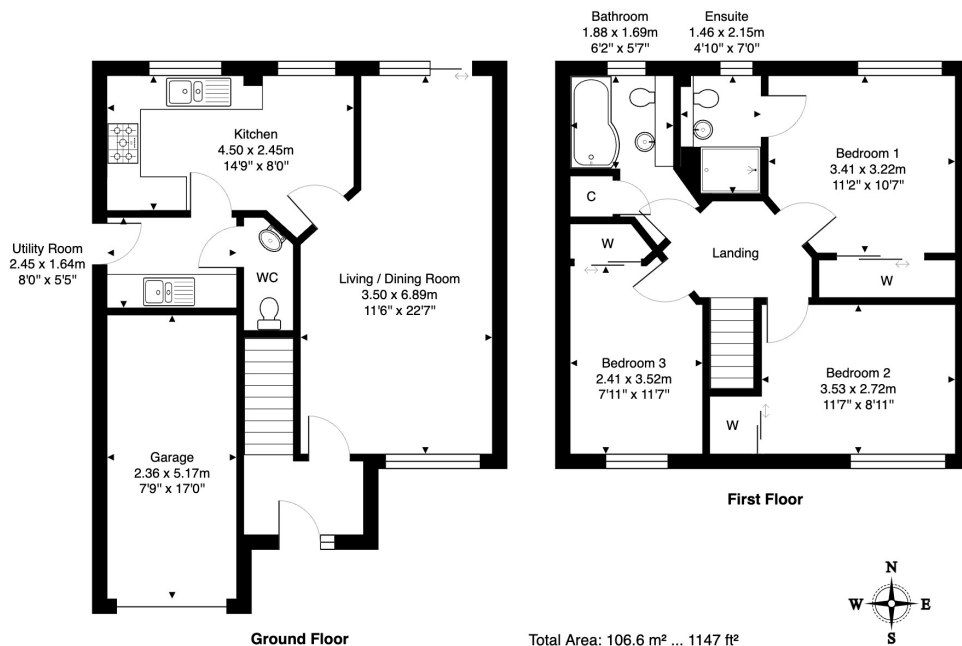 Bathroom
1.88 x 1.69m
6'2" x 5'7"
Ensuite
1.46 x 2.15m
4'10" x 7'0"
Kitchen
4.50 x 2.45m
14'9" x 8'0"
Bedroom 1
3.41 x 3.22m
11'2" x 10'7"
C
Utility Room
2.45 x 1.64m
8'0" x 5'5"
WC
Living / Dining Room
3.50 x 6.89m
11'6" x 22'7"
W
Landing
W
Bedroom 3
2.41 x 3.52m
7'11" x 11'7"
Bedroom 2
3.53 x 2.72m
11'7" x 8'11"
W
Garage
2.36 x 5.17m
7'9" x 17'0"
First Floor
N
W
E
S
Ground Floor
Total Area: 106.6 m² ... 1147 ft²